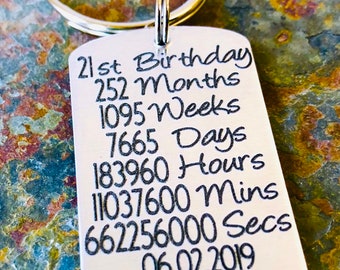 21st Birthday
252 Months
1095 Weeks
7665 Days
183960 Hours
11037600 Mins
662256000 Secs
06.02.2019